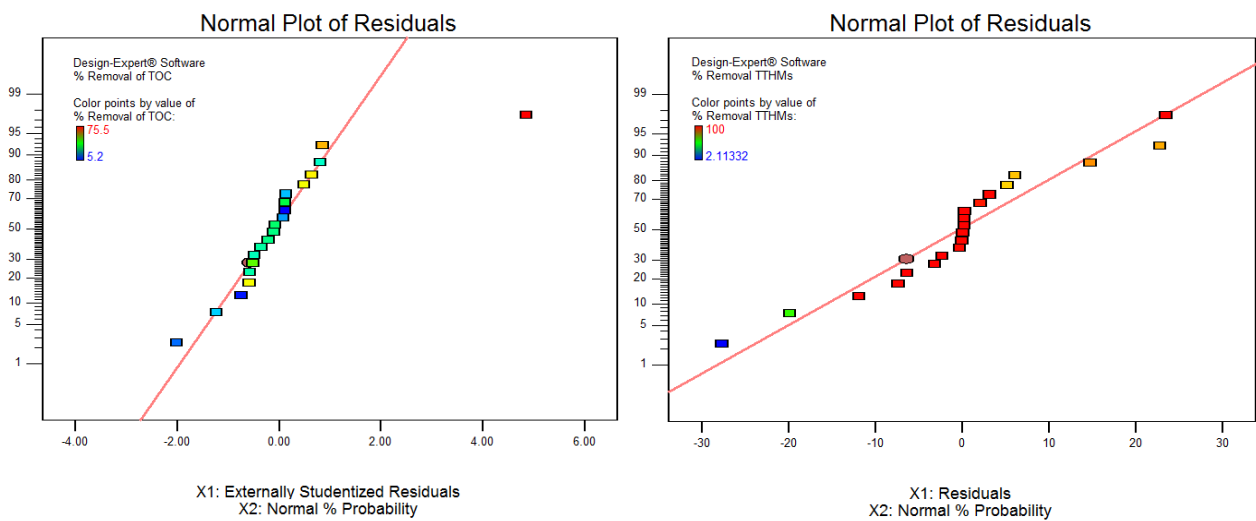 Normal Plot of Residuals
Design-Expert® Software
% Removal of TOC
Color points by value of
% Removal of TOC:
75.5
5.2
99
95
90
80
70
50
30
20
10
5
1
-4.00
-2.00
0.00
2.00
4.00
6.00
X1: Externally Studentized Residuals
X2: Normal % Probability
Normal Plot of Residuals
Design-Expert® Software
% Removal TTHMs
Color points by value of
% Removal TTHMs:
100
2.11332
99
95
90
80
70
50
30
20
10
5
1
-30
-20
-10
0
10
20
30
X1: Residuals
X2: Normal % Probability